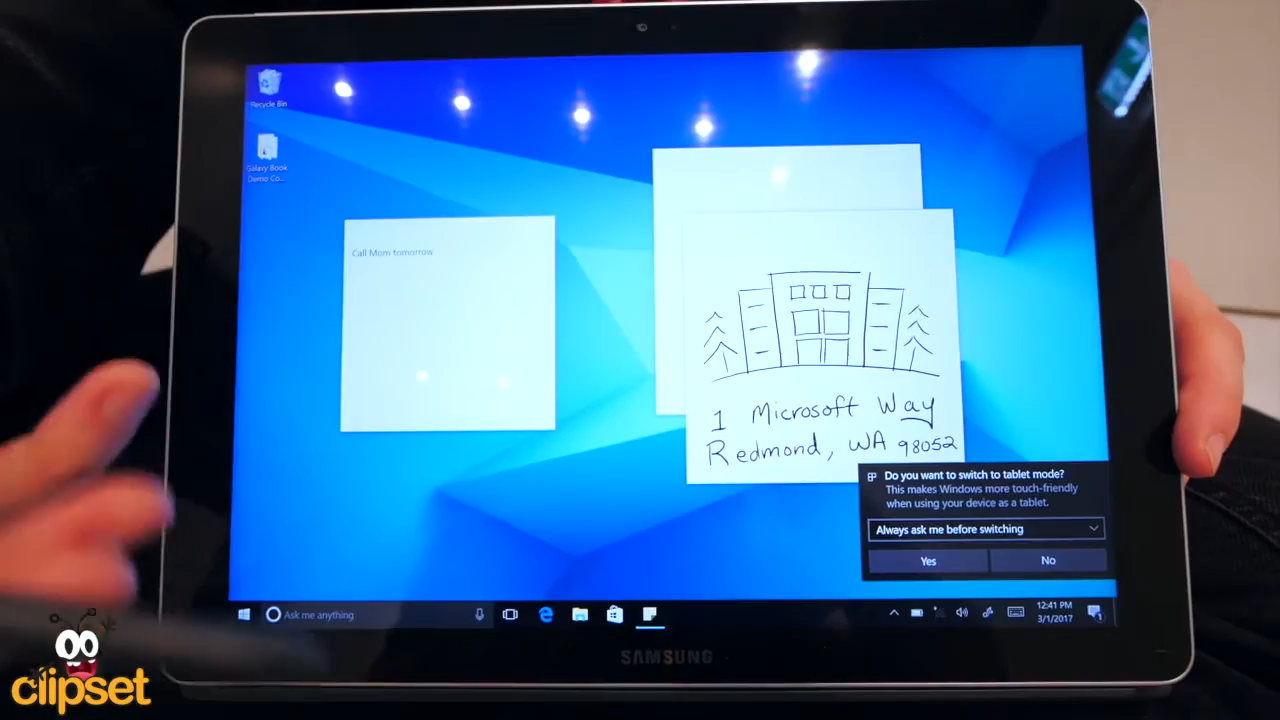 Recycle Bin
Galaxy Book
Demo Co...
Call Mom tomorrow
1 Microsoft Way
Redmond, WA 98052
Do you want to switch to tablet mode?
This makes Windows more touch-friendly
when using your device as a tablet.
Always ask me before switching
Yes
No
Ask me anything
12:41 PM
3/1/2017
1
SAMSUNG
clipset